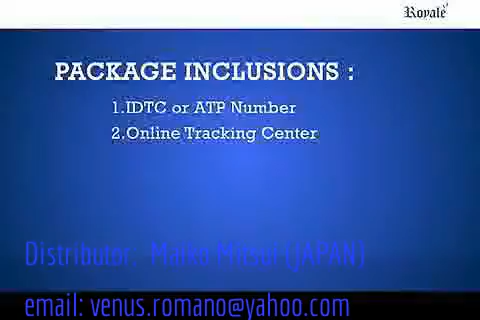 Royalé
PACKAGE INCLUSIONS :
1.IDTC or ATP Number
2.Online Tracking Center
Distributor: Maiko Mitsui (JAPAN)
email: venus.romano@yahoo.com